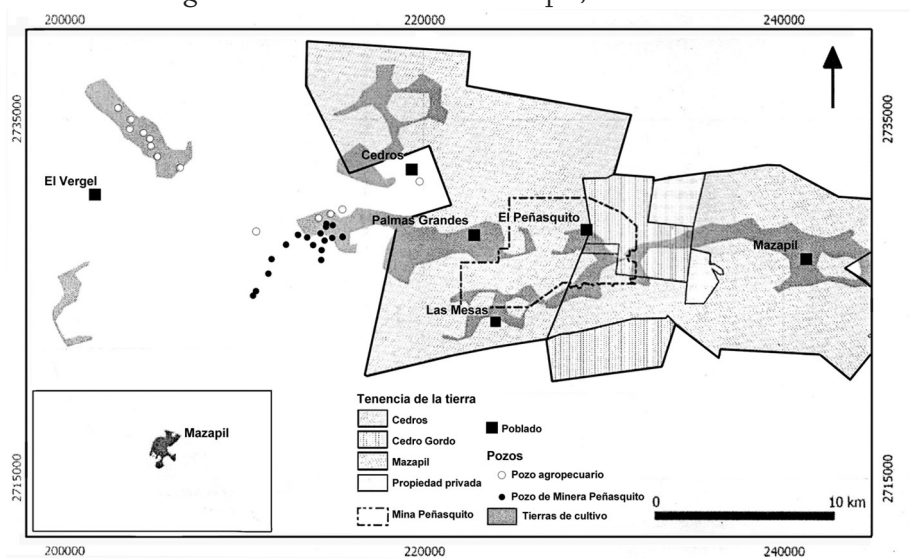 200000 220000 240000
2735000 2735000
Cedros
El Vergel
Palmas Grandes
El Peñasquito
Mazapil
Las Mesas
Mazapil
Tenencia de la tierra
Cedros
Cedro Gordo
Mazapil
Propiedad privada
Mina Peñasquito
Poblado
Pozos
Pozo agropecuario
Pozo de Minera Peñasquito
Tierras de cultivo
0 10 km
2715000 2715000
200000 220000 240000